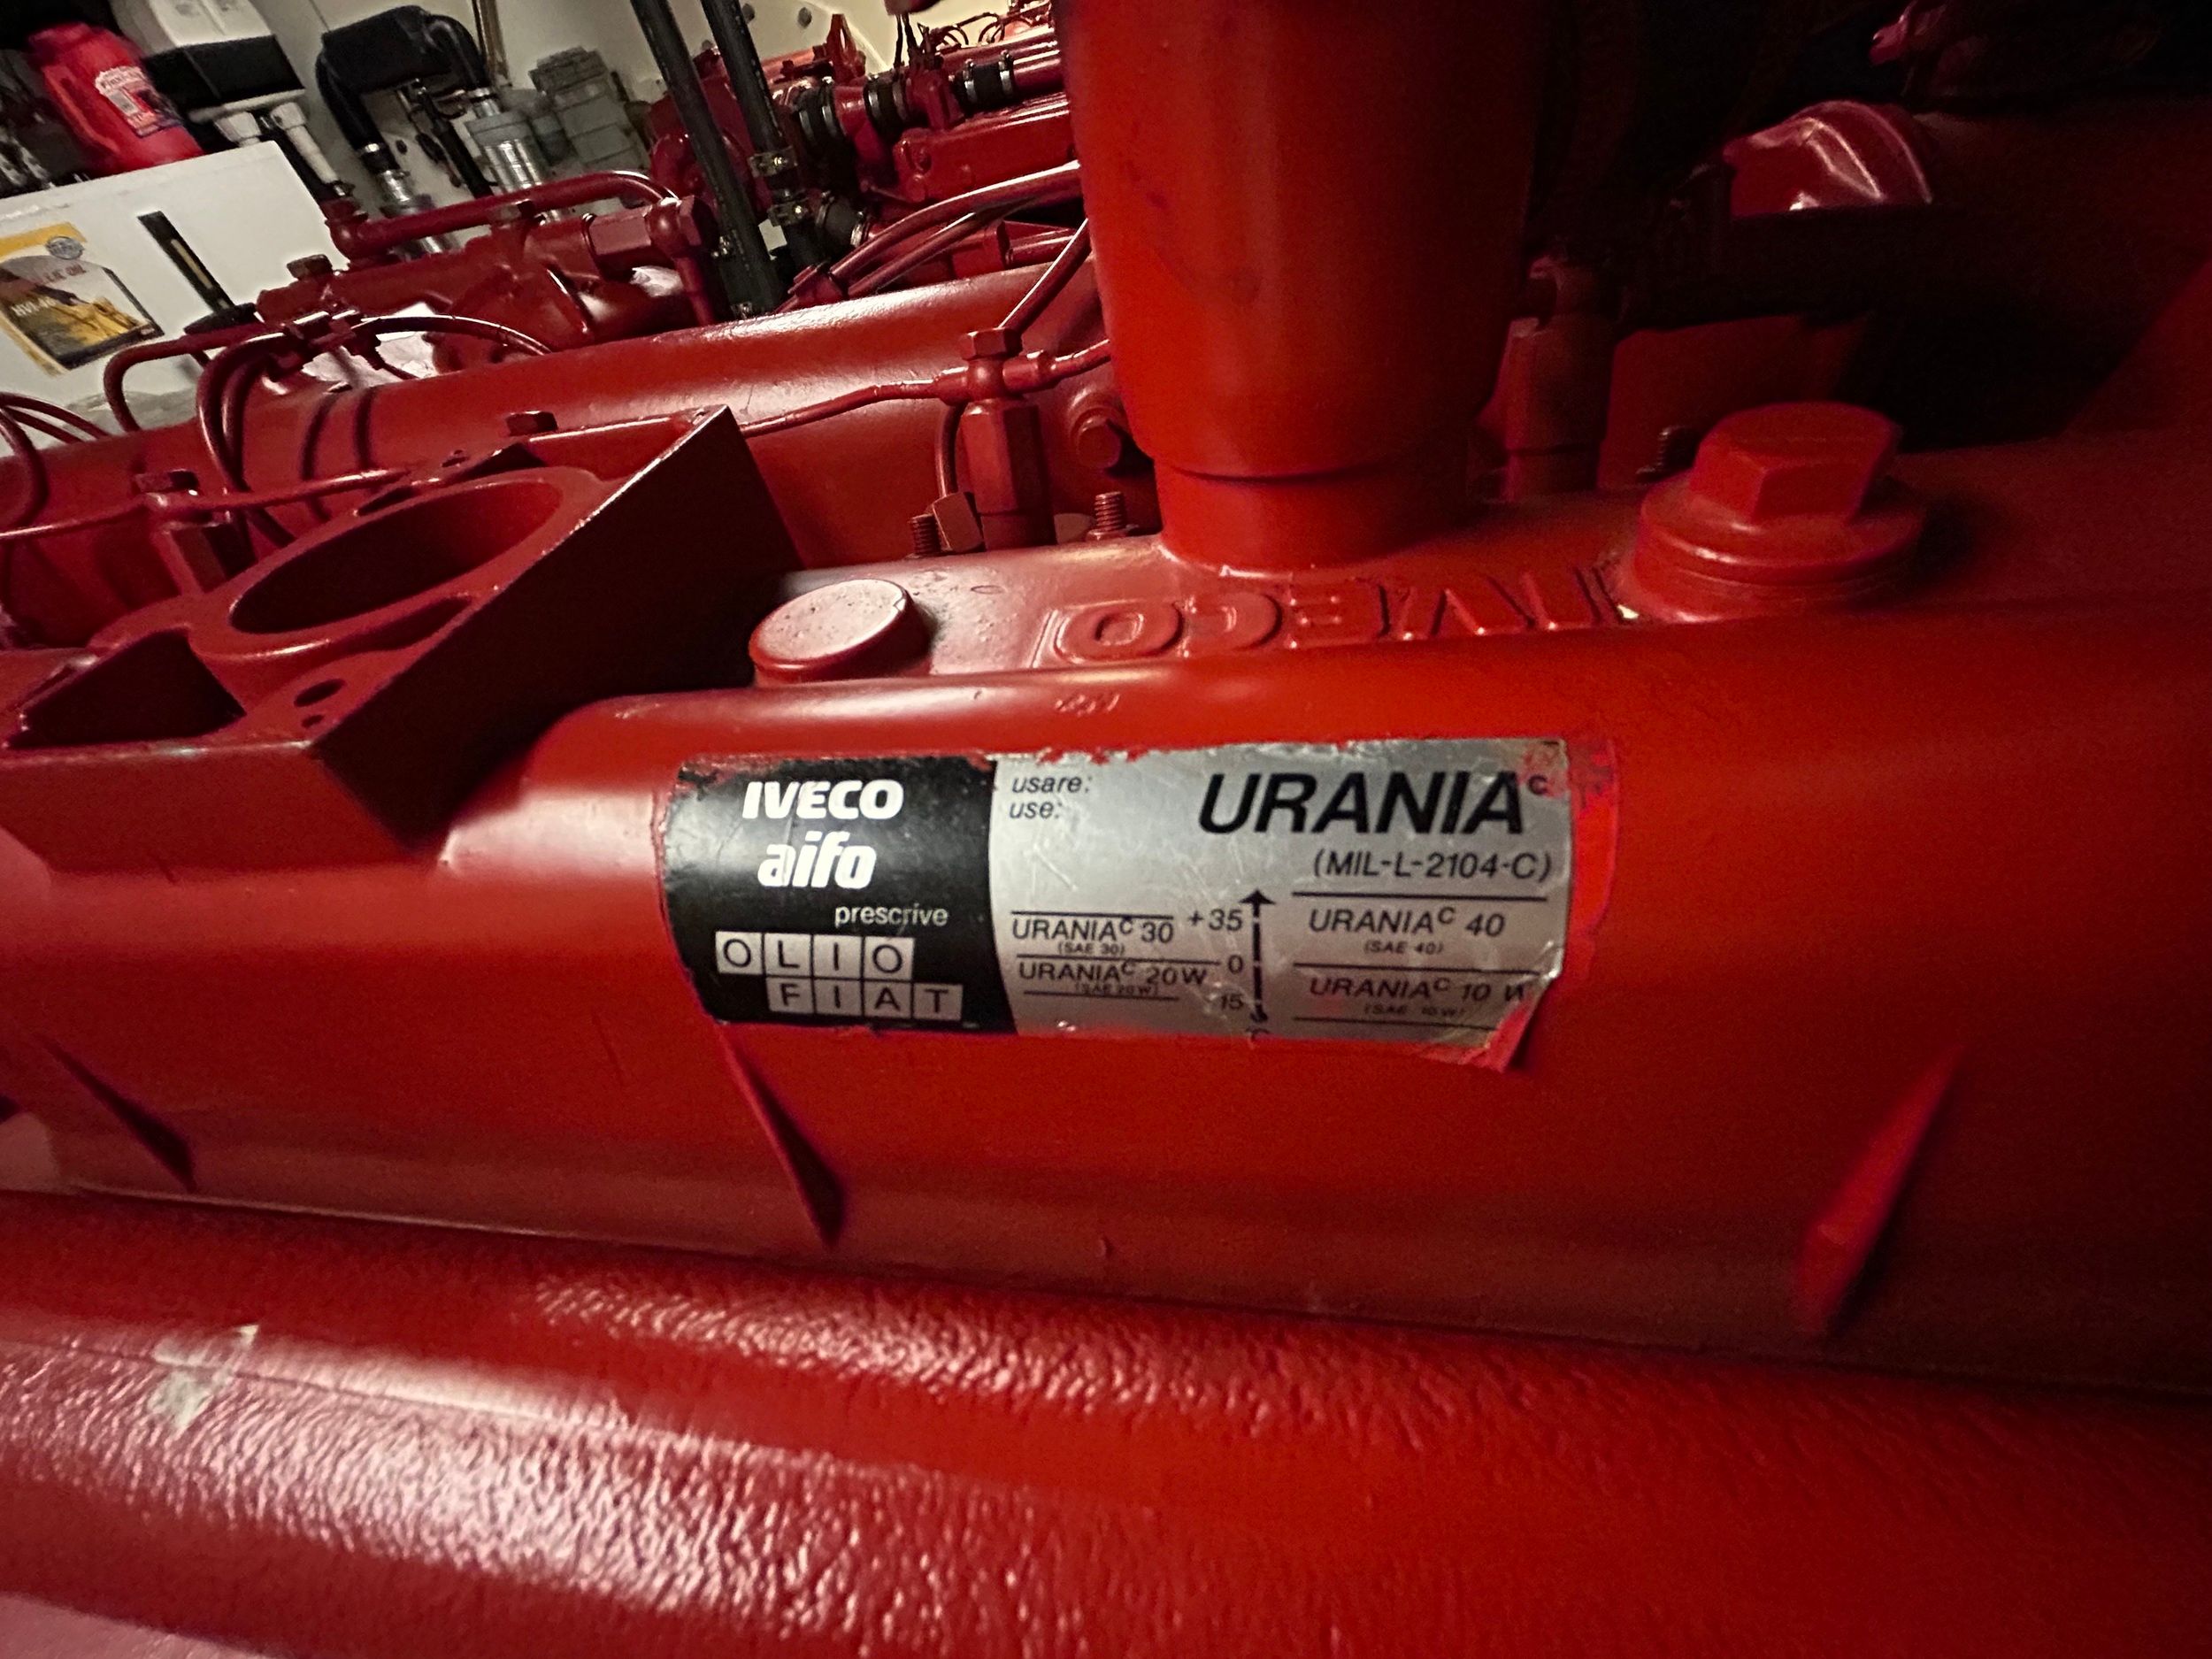 IVECO
IVECO
aifo
prescrive
OLIO
FIAT
usare:
use:
URANIA c
(MIL-L-2104-C)
URANIA C 30
(SAE 30)
URANIA C 20W
(SAE 20W)
+35
0
15
URANIA C 40
(SAE 40)
URANIA C 10 W
(SAE 10W)